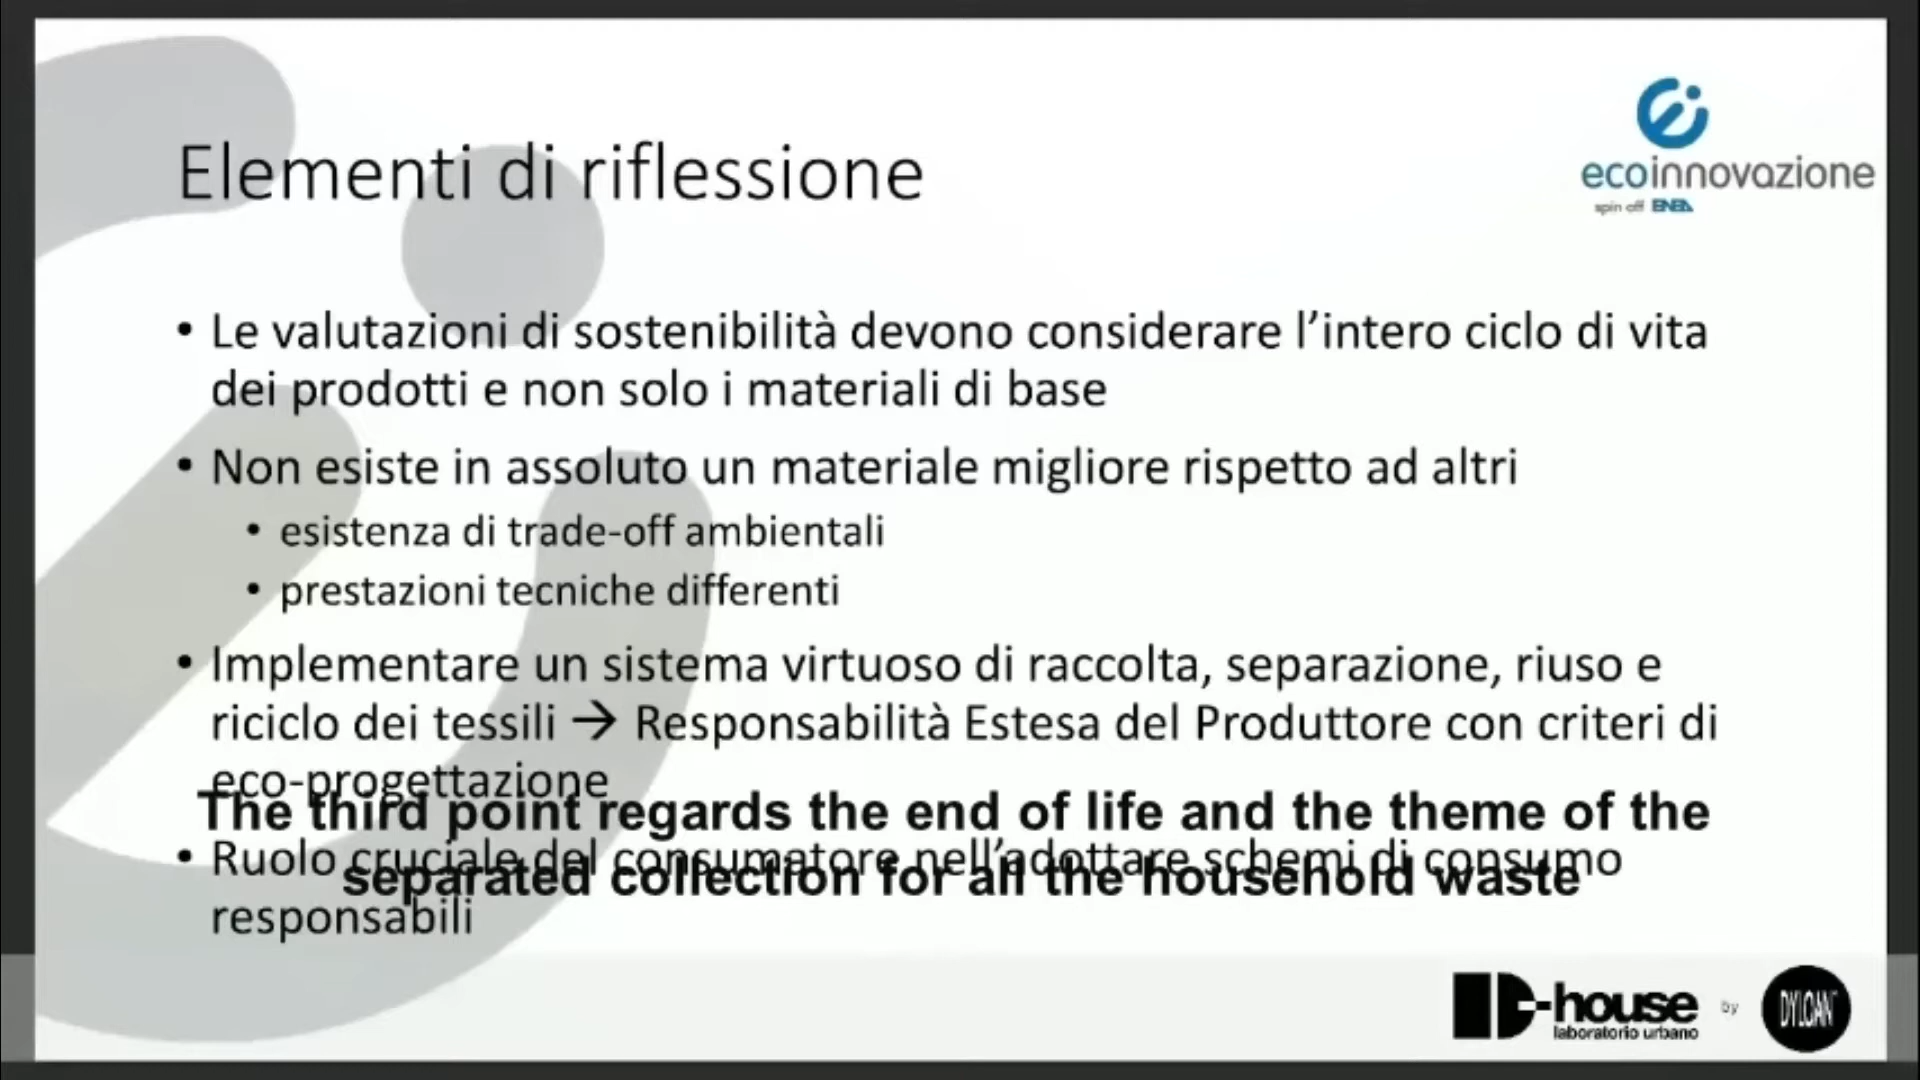 Elementi di riflessione
ecoinnovazione
spin off ENEA
• Le valutazioni di sostenibilità devono considerare l'intero ciclo di vita
dei prodotti e non solo i materiali di base
• Non esiste in assoluto un materiale migliore rispetto ad altri
• esistenza di trade-off ambientali
• prestazioni tecniche differenti
• Implementare un sistema virtuoso di raccolta, separazione, riuso e
riciclo dei tessili → Responsabilità Estesa del Produttore con criteri di
eco-progettazione
The third point regards the end of life and the theme of the
• Ruolo cruciale del consumatore nell'adottare schemi di consumo
separated collection for all the household waste
responsabili
D-house
laboratorio urbano
by
DYLOAN